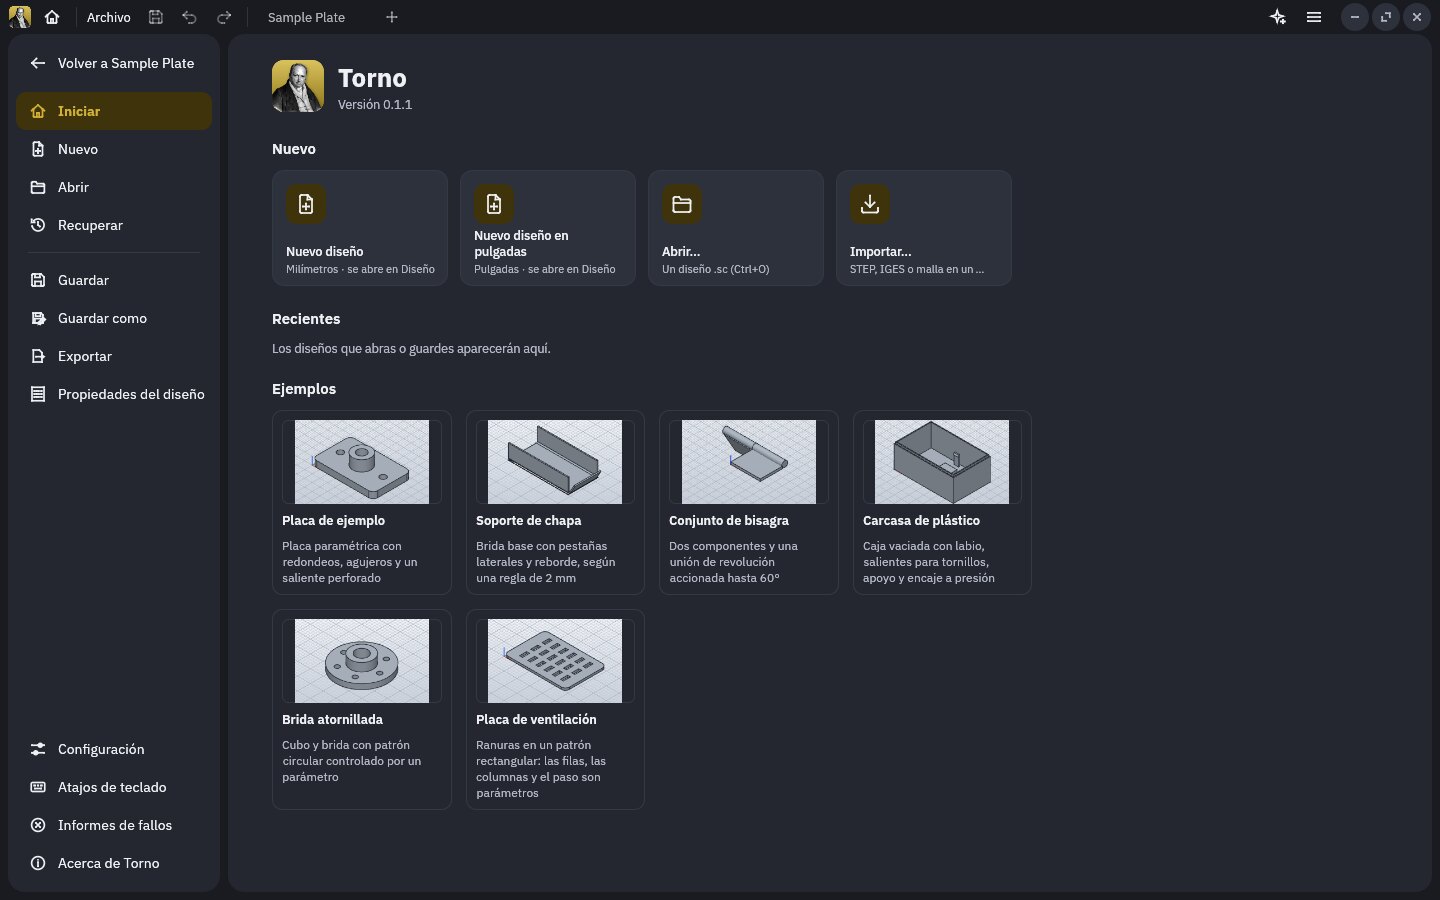 Archivo
Sample Plate
Volver a Sample Plate
Iniciar
Nuevo
Abrir
Recuperar
Guardar
Guardar como
Exportar
Propiedades del diseño
Configuración
Atajos de teclado
Informes de fallos
Acerca de Torno
Torno
Versión 0.1.1
Nuevo
Nuevo diseño
Milímetros · se abre en Diseño
Nuevo diseño en
pulgadas
Pulgadas · se abre en Diseño
Abrir...
Un diseño .sc (Ctrl+O)
Importar...
STEP, IGES o malla en un ...
Recientes
Los diseños que abras o guardes aparecerán aquí.
Ejemplos
Placa de ejemplo
Placa paramétrica con
redondeos, agujeros y un
saliente perforado
Soporte de chapa
Brida base con pestañas
laterales y reborde, según
una regla de 2 mm
Conjunto de bisagra
Dos componentes y una
unión de revolución
accionada hasta 60°
Carcasa de plástico
Caja vaciada con labio,
salientes para tornillos,
apoyo y encaje a presión
Brida atornillada
Cubo y brida con patrón
circular controlado por un
parámetro
Placa de ventilación
Ranuras en un patrón
rectangular: las filas, las
columnas y el paso son
parámetros